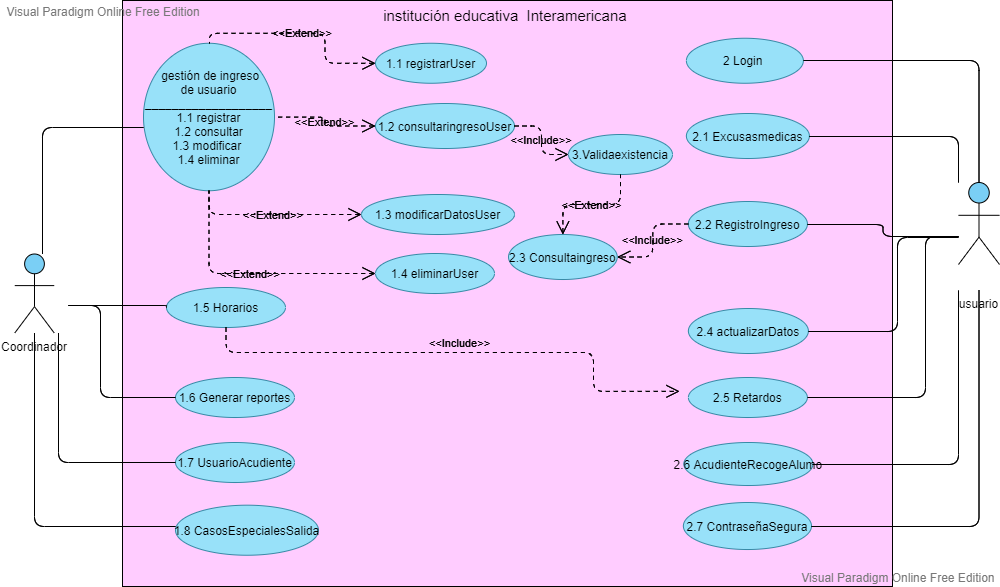 Visual Paradigm Online Free Edition
institución educativa Interamericana
gestión de ingreso
de usuario
1.1 registrar
1.2 consultar
1.3 modificar
1.4 eliminar
<<Extend>>
1.1 registrarUser
2 Login
<<Extend>>
1.2 consultaringresoUser
<<Include>>
3.Validaexistencia
2.1 Excusasmedicas
<<Extend>>
<<Extend>>
1.3 modificarDatosUser
2.2 RegistroIngreso
<<Include>>
2.3 Consultaingreso
<<Extend>>
1.4 eliminarUser
usuario
1.5 Horarios
Coordinador
<<Include>>
2.4 actualizarDatos
1.6 Generar reportes
2.5 Retardos
1.7 UsuarioAcudiente
2.6 AcudienteRecogeAlumo
1.8 CasosEspecialesSalida
2.7 ContraseñaSegura
Visual Paradigm Online Free Edition